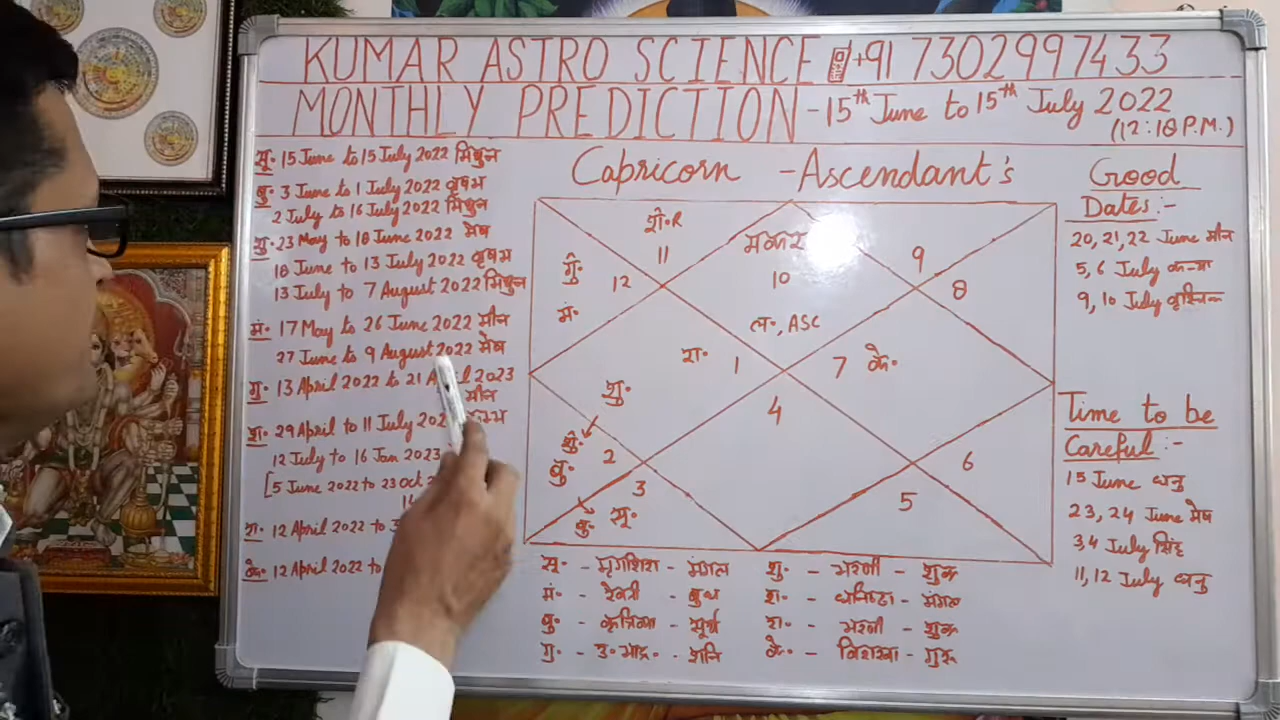 KUMAR ASTRO SCIENCE +91 7302997433
MONTHLY PREDICTION - 15th June to 15th July 2022
(12:18 P.M.)
सू. 15 June to 15 July 2022 मिथुन
बु. 3 June to 1 July 2022 वृषभ
2 July to 16 July 2022 मिथुन
शु. 23 May to 18 June 2022 मेष
18 June to 13 July 2022 वृषभ
13 July to 7 August 2022 मिथुन
मं. 17 May to 26 June 2022 मीन
27 June to 9 August 2022 मेष
गु. 13 April 2022 to 21 2023
मीन
श. 29 April to 11 July
12 July to 16 Jan 2023
[5 June 2022 to 23 Oct
रा. 12 April 2022 to
के. 12 April 2022 to
Capricorn - Ascendant's
श. R
11
मकर
10
ल., ASC
9
8
गु.
12
मं.
रा.
1
7 के.
शु.
4
शु.
बु.
2
6
3
सू.
बु.
5
सू. - मृगशिरा - मंगल
मं. - रेवती - बुध
बु. - कृत्तिका - सूर्य
गु. - उ. भाद्र. - शनि
शु. - भरणी - शुक्र
श. - धनिष्ठा - मंगल
रा. - भरणी - शुक्र
के. - विशाखा - गुरू
Good
Dates:-
20, 21, 22 June मीन
5, 6 July कन्या
9, 10 July वृश्चिक
Time to be
Careful:-
15 June धनु
23, 24 June मेष
3,4 July सिंह
11, 12 July धनु